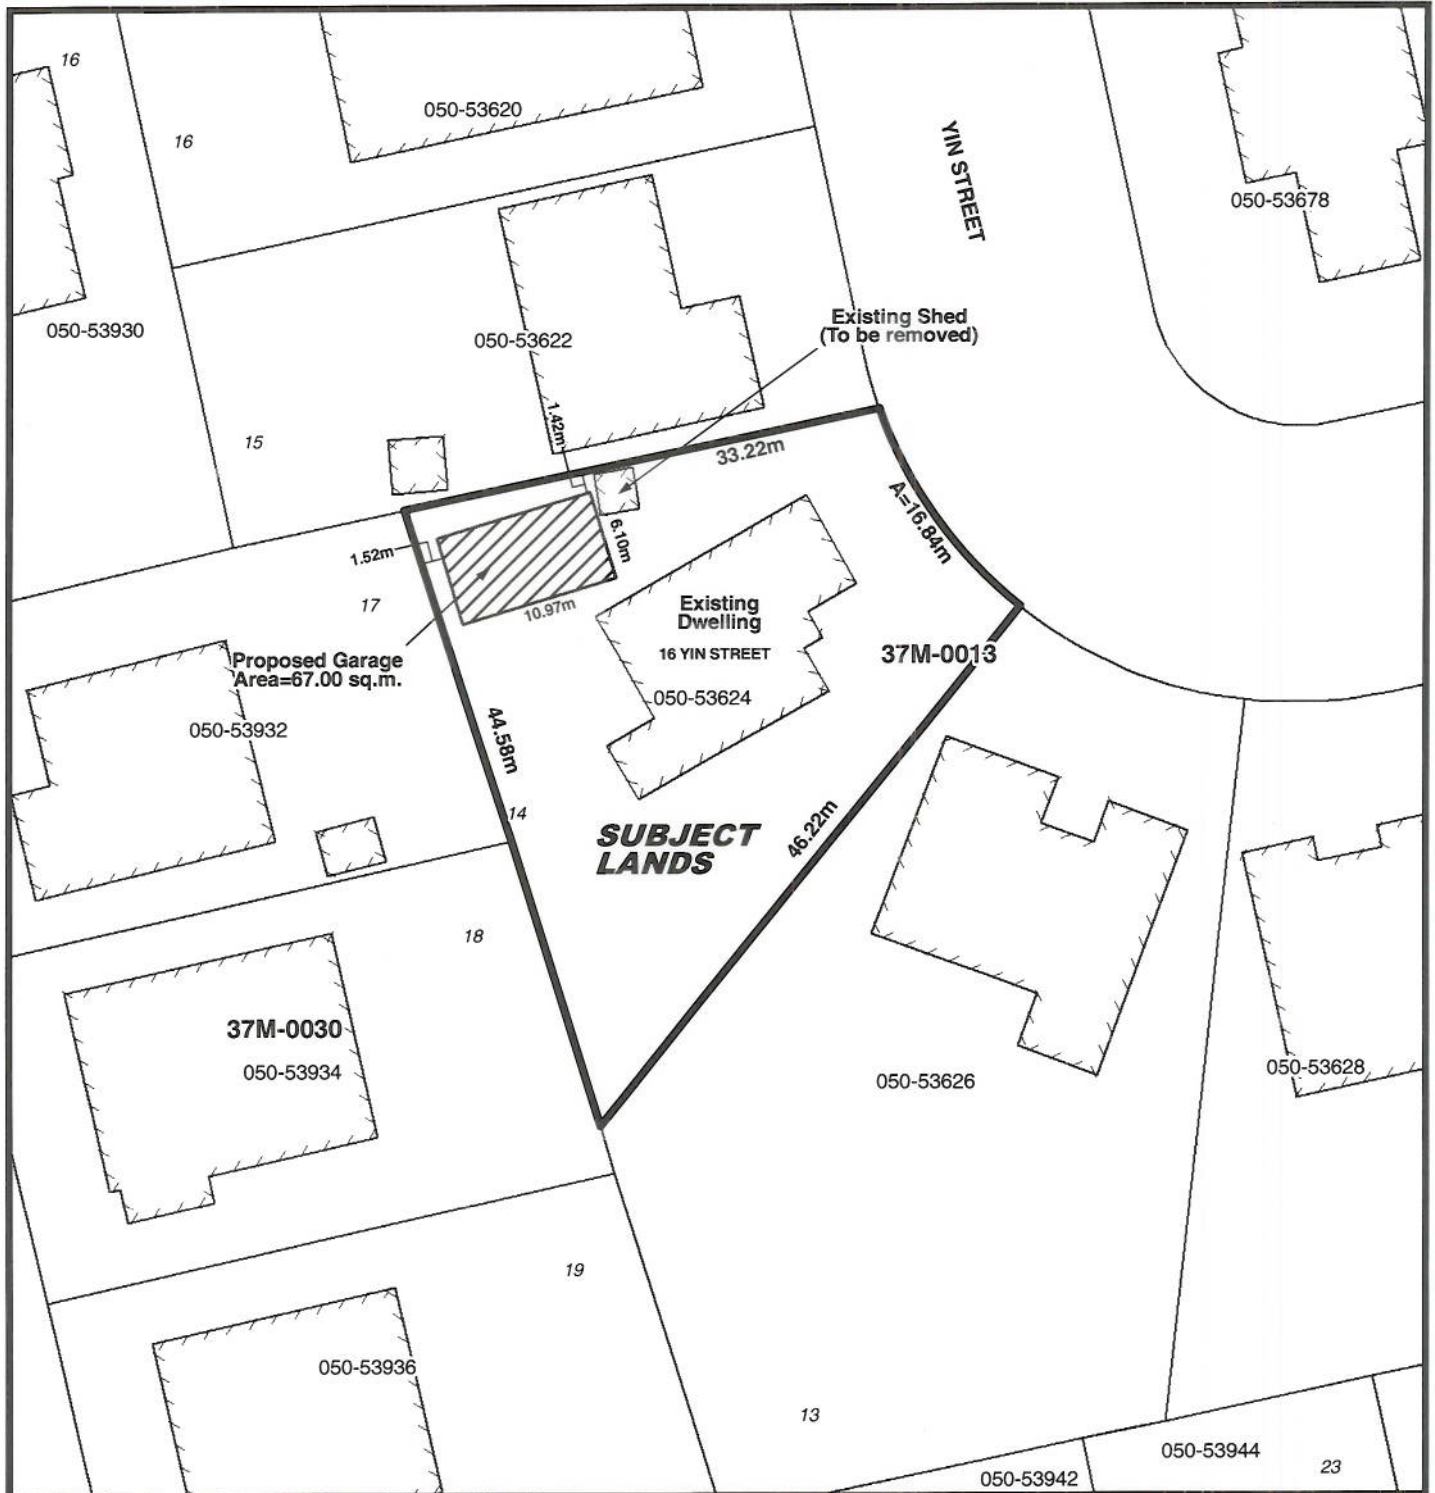 16
050-53620
16
YIN STREET
050-53678
050-53930
050-53622
Existing Shed
(To be removed)
1.42m
15
33.22m
A=16.84m
6.10m
1.52m
17
10.97m
Existing
Dwelling
16 YIN STREET
37M-0013
Proposed Garage
Area=67.00 sq.m.
050-53624
050-53932
44.58m
14
SUBJECT
LANDS
46.22m
18
37M-0030
050-53934
050-53626
050-53628
19
050-53936
13
050-53944
050-53942
23